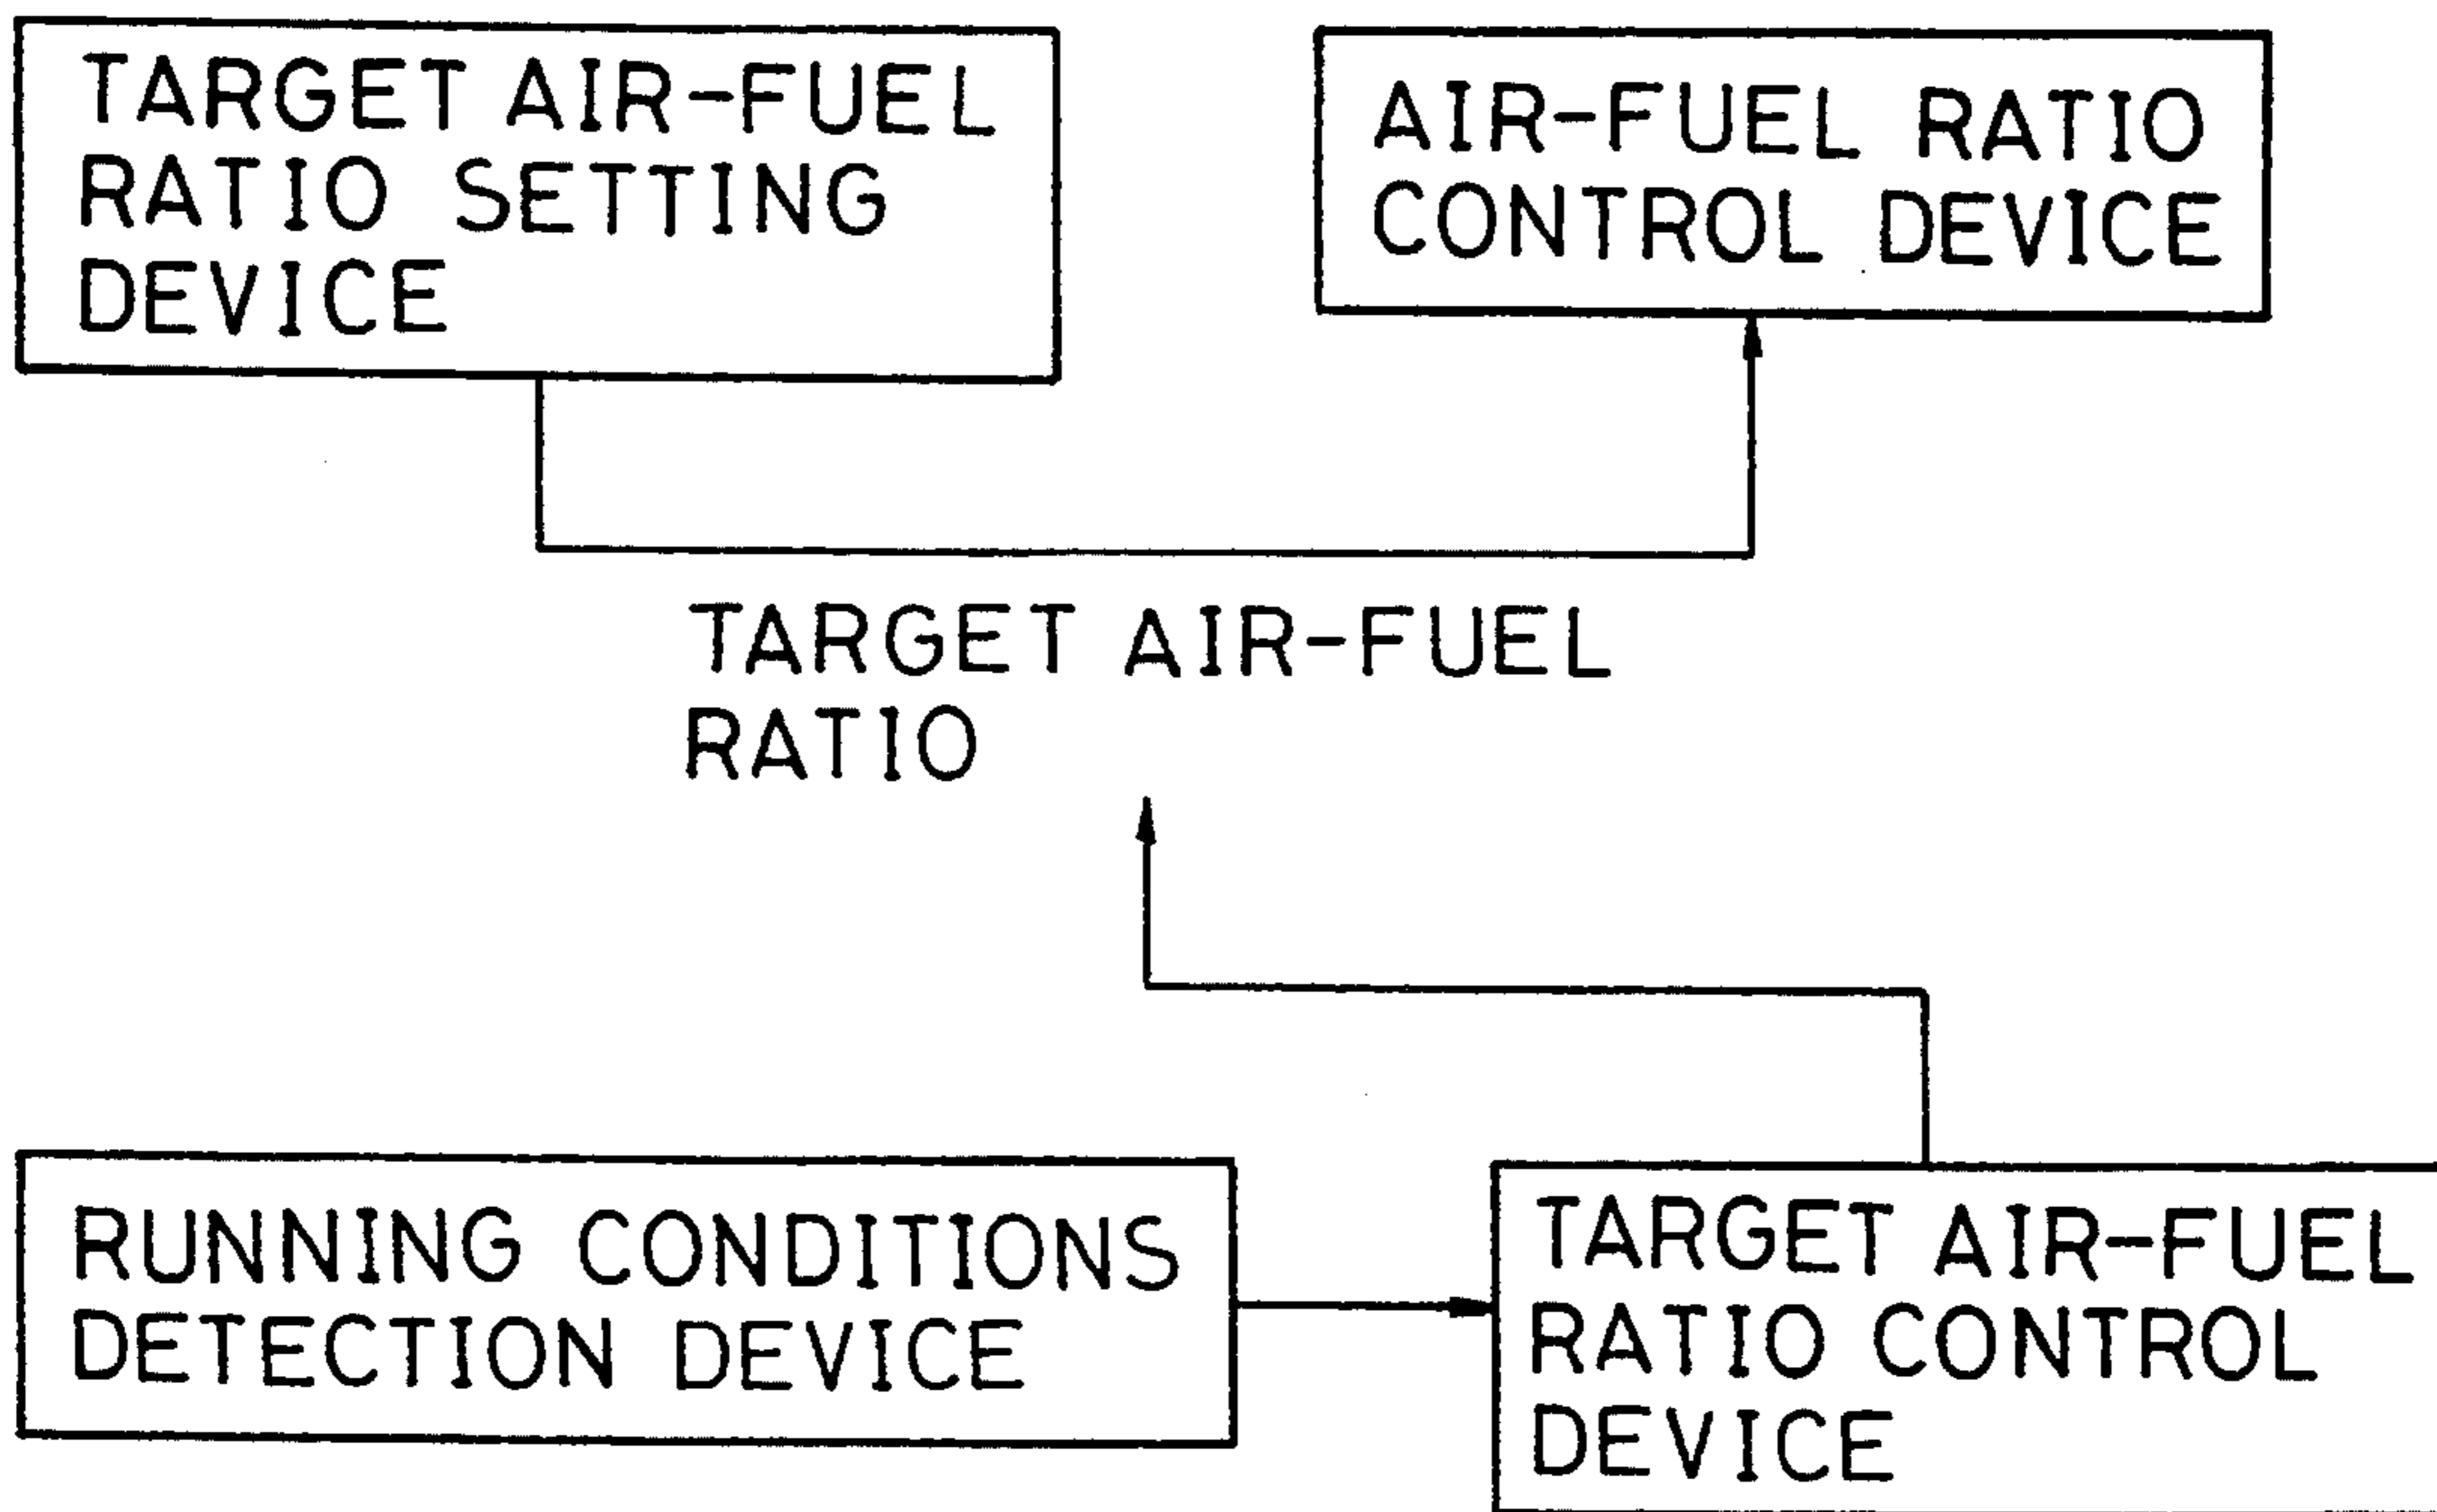 TARGET AIR-FUEL
RATIO SETTING
DEVICE
AIR-FUEL RATIO
CONTROL DEVICE
TARGET AIR-FUEL
RATIO
RUNNING CONDITIONS
DETECTION DEVICE
TARGET AIR-FUEL
RATIO CONTROL
DEVICE